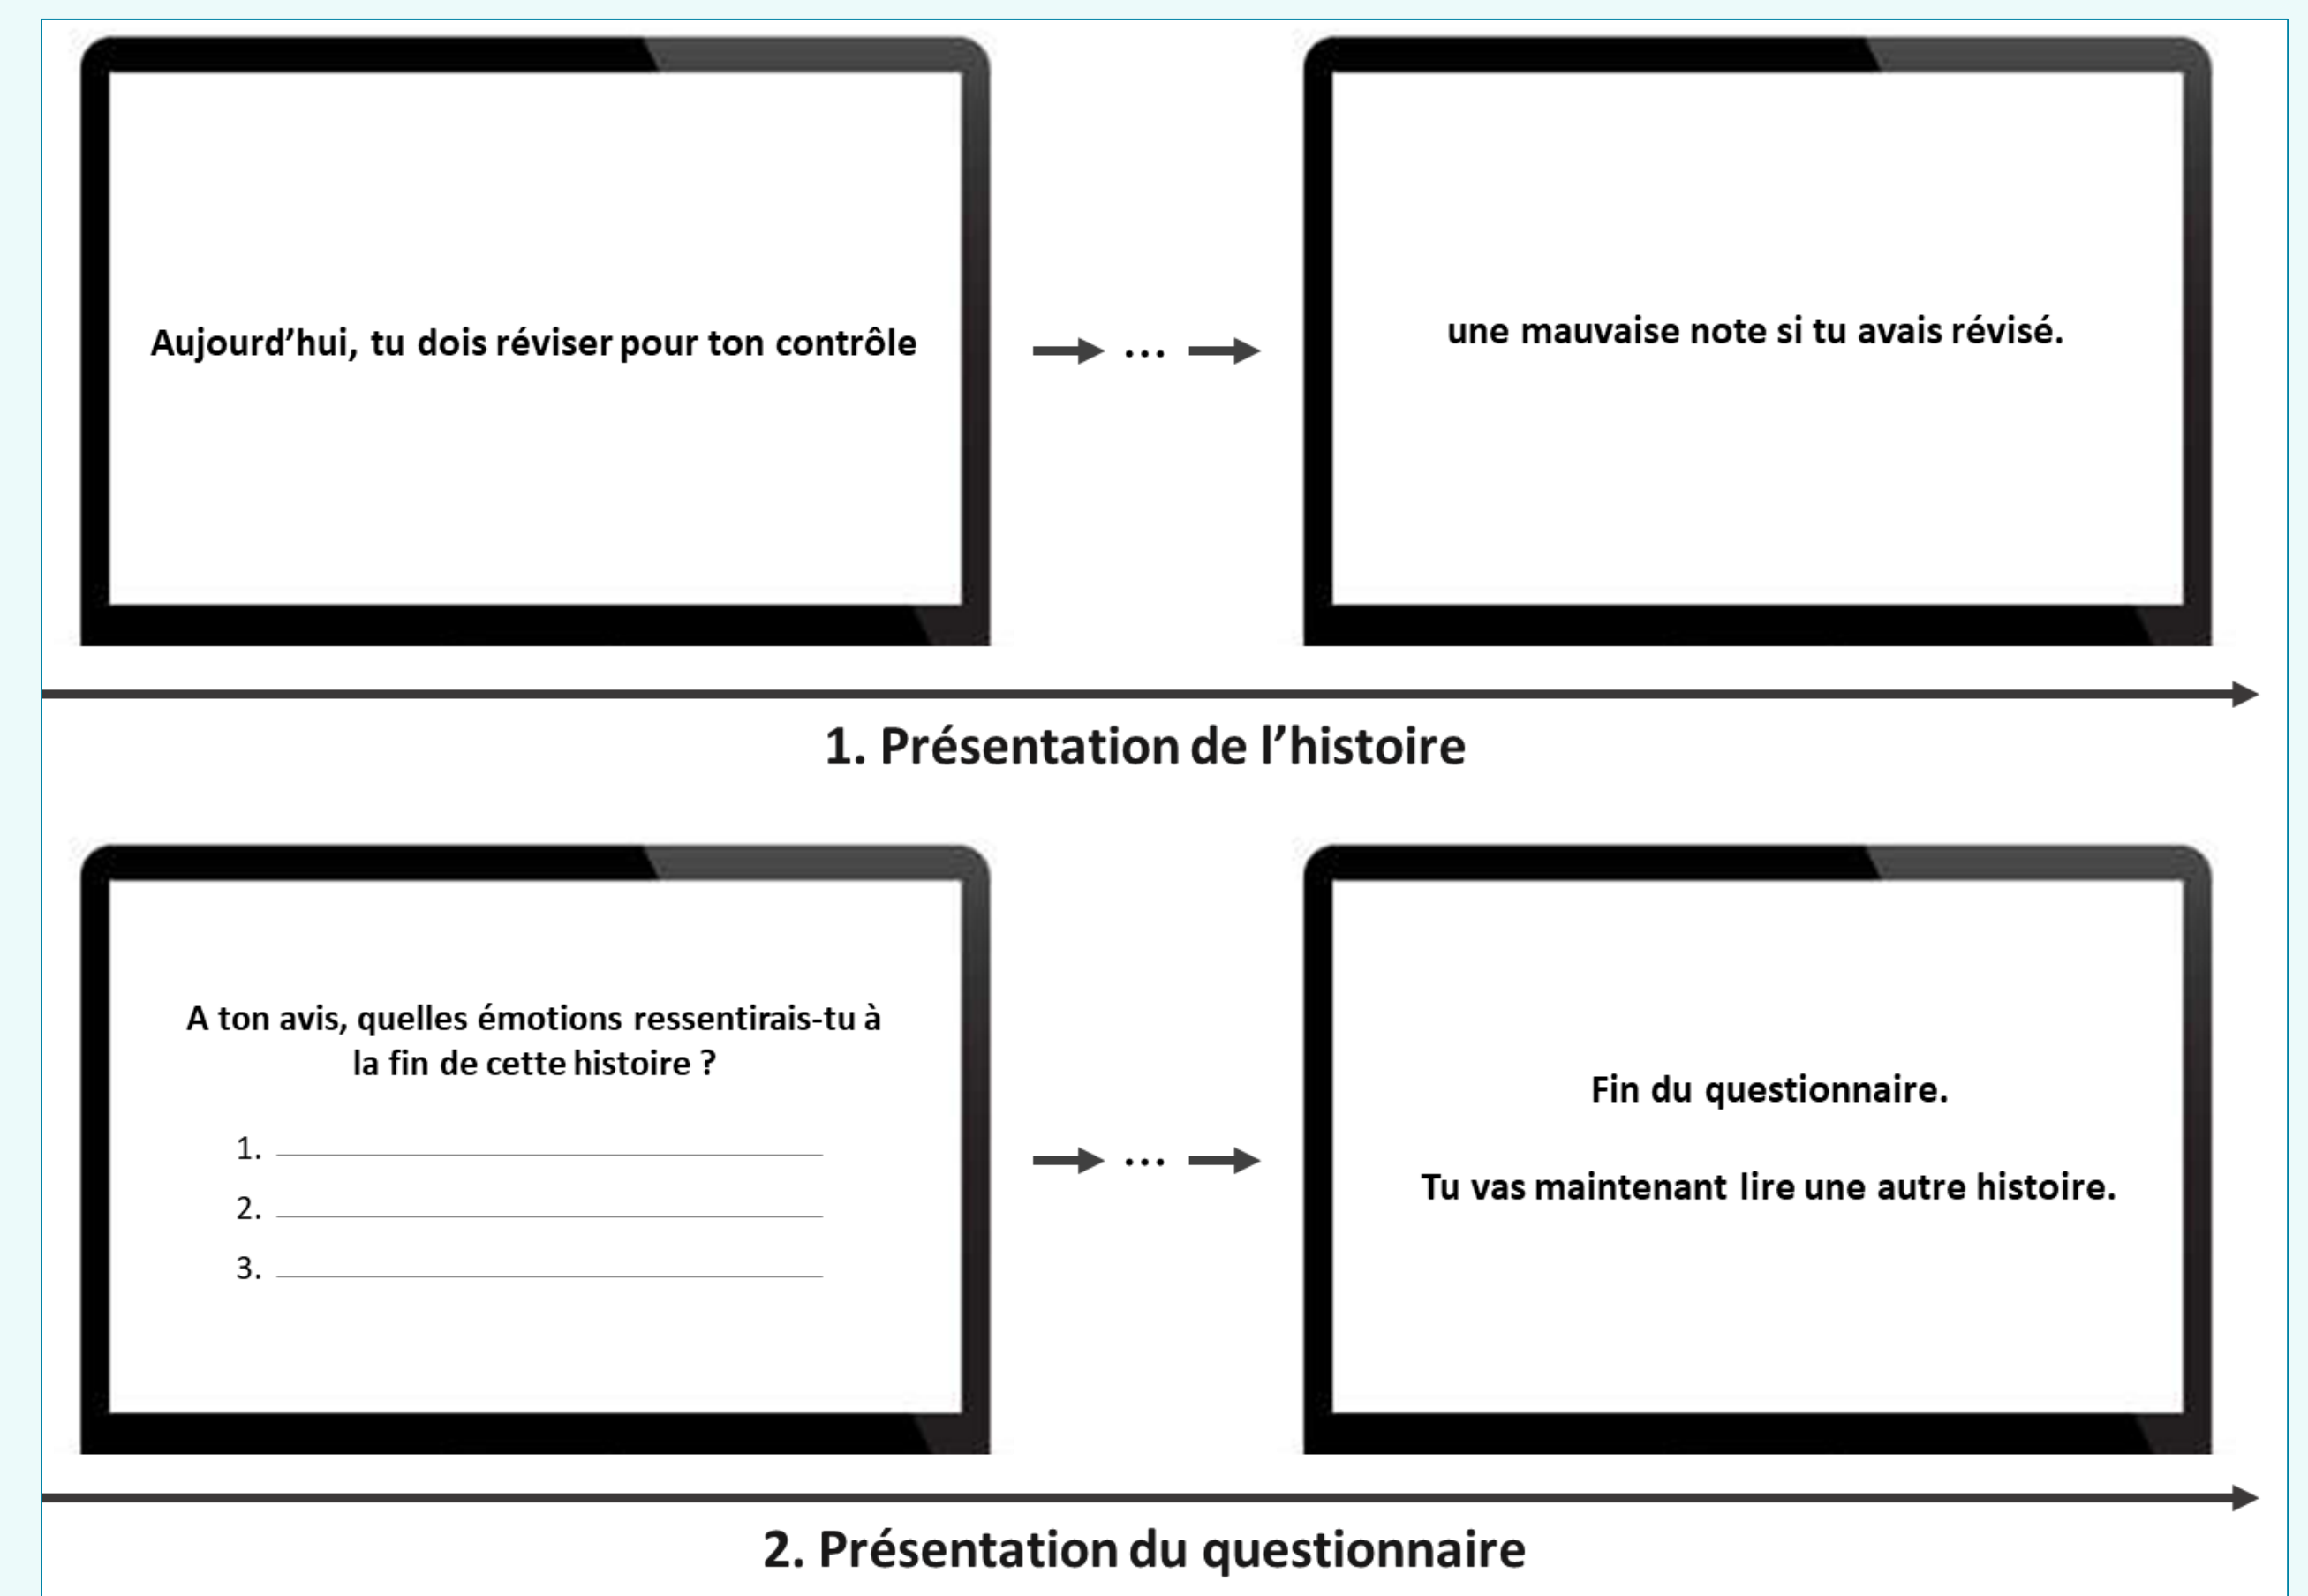 Aujourd’hui, tu dois réviser pour ton contrôle
...
une mauvaise note si tu avais révisé.
1. Présentation de l’histoire
A ton avis, quelles émotions ressentirais-tu à
la fin de cette histoire ?
1.
2.
3.
...
Fin du questionnaire.
Tu vas maintenant lire une autre histoire.
2. Présentation du questionnaire